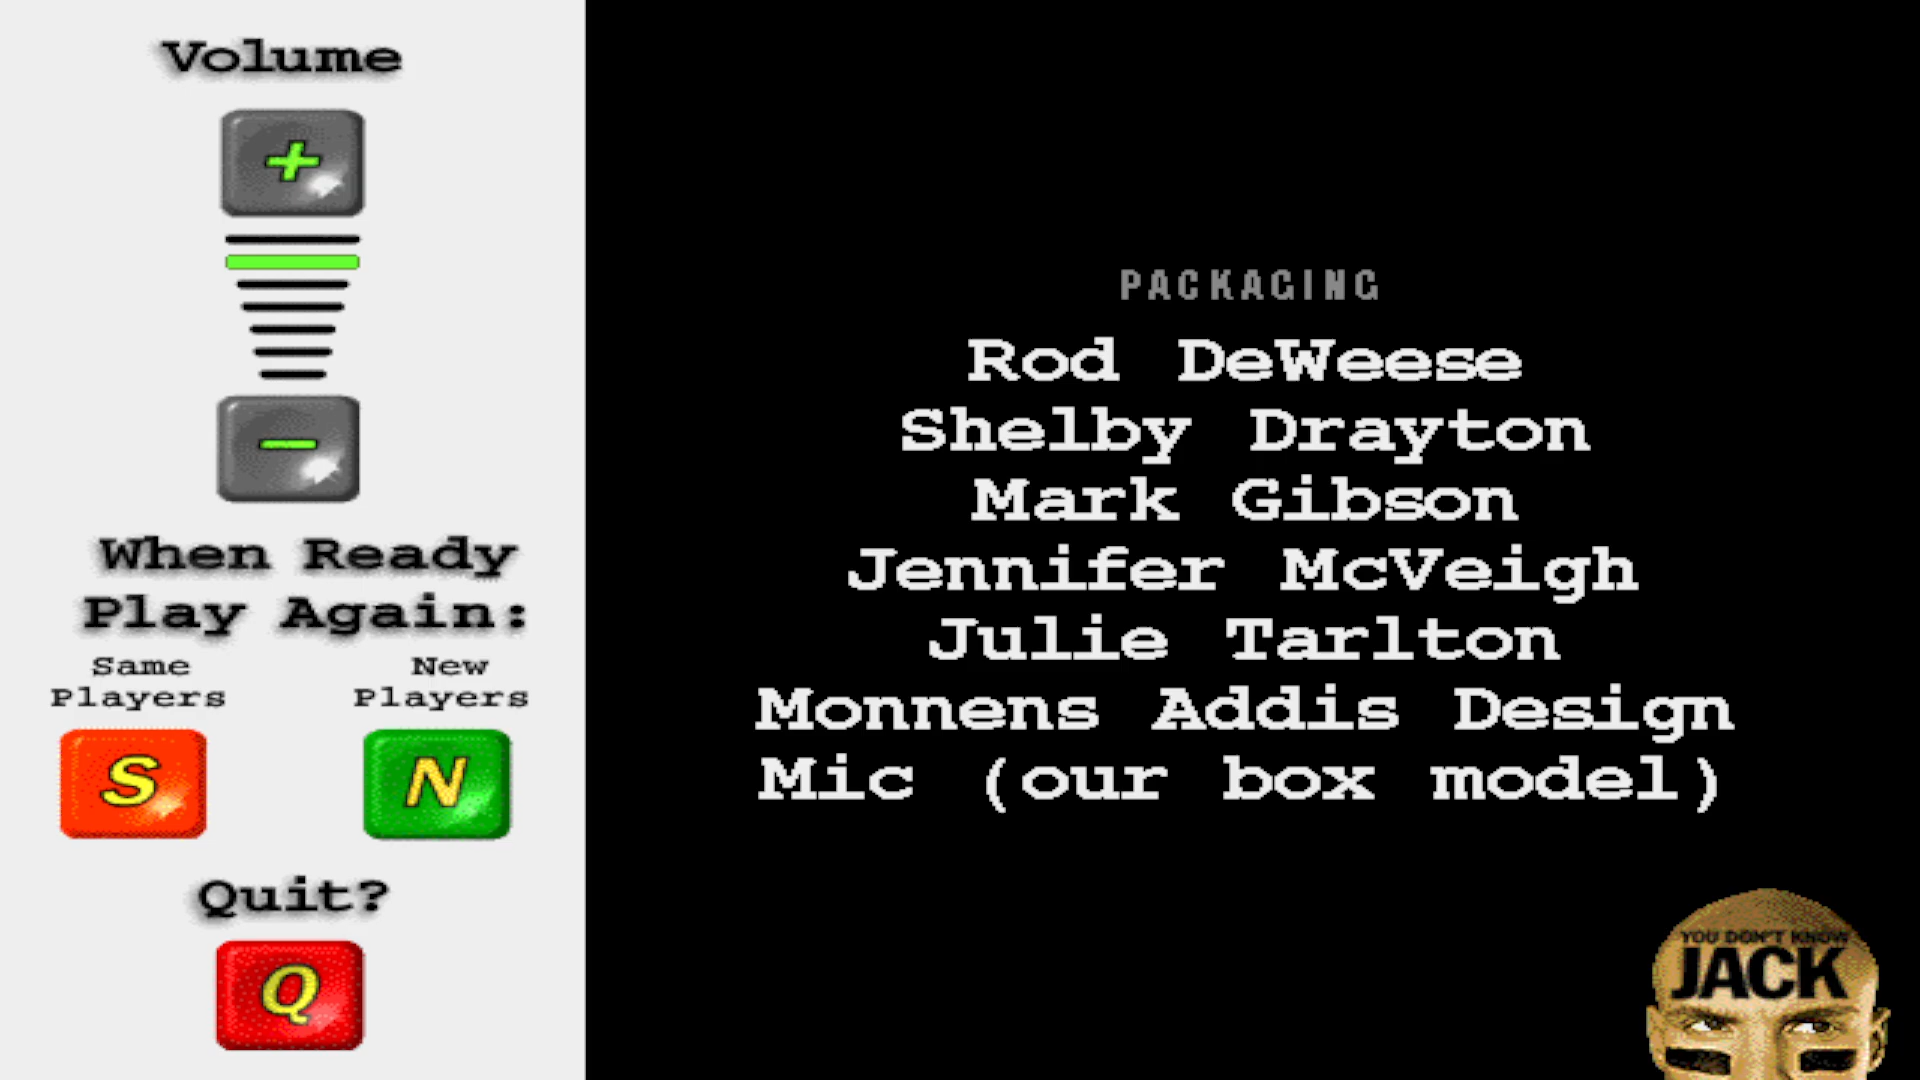 Volume
+
−
When Ready
Play Again:
Same
Players
New
Players
S
N
Quit?
Q
PACKAGING
Rod DeWeese
Shelby Drayton
Mark Gibson
Jennifer McVeigh
Julie Tarlton
Monnens Addis Design
Mic (our box model)
YOU DON'T KNOW
JACK